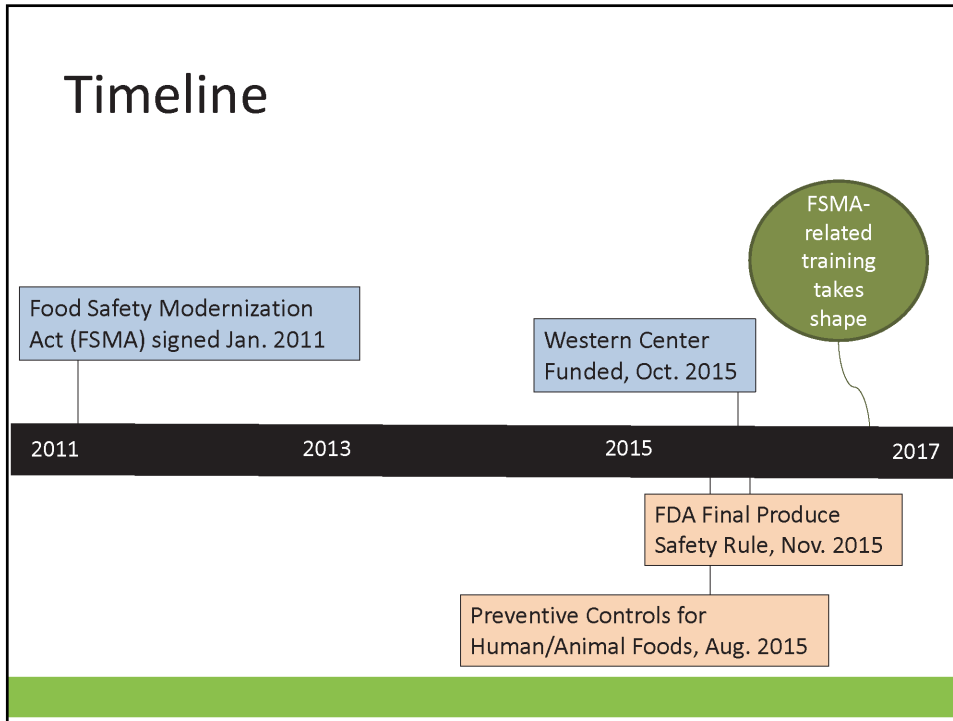 Timeline
FSMA-
related
training
takes
shape
Food Safety Modernization
Act (FSMA) signed Jan. 2011
Western Center
Funded, Oct. 2015
2011
2013
2015
2017
FDA Final Produce
Safety Rule, Nov. 2015
Preventive Controls for
Human/Animal Foods, Aug. 2015